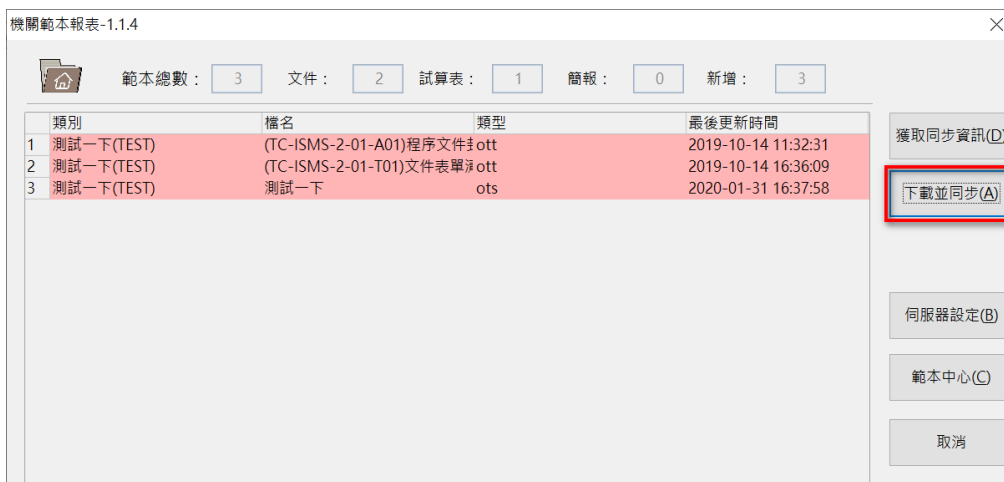 機關範本報表-1.1.4
範本總數： 3 文件： 2 試算表： 1 簡報： 0 新增： 3
類別 檔名 類型 最後更新時間
1 測試一下(TEST) (TC-ISMS-2-01-A01)程序文件 ott 2019-10-14 11:32:31
2 測試一下(TEST) (TC-ISMS-2-01-T01)文件表單 ott 2019-10-14 16:36:09
3 測試一下(TEST) 測試一下 ots 2020-01-31 16:37:58
獲取同步資訊(D)
下載並同步(A)
伺服器設定(B)
範本中心(C)
取消